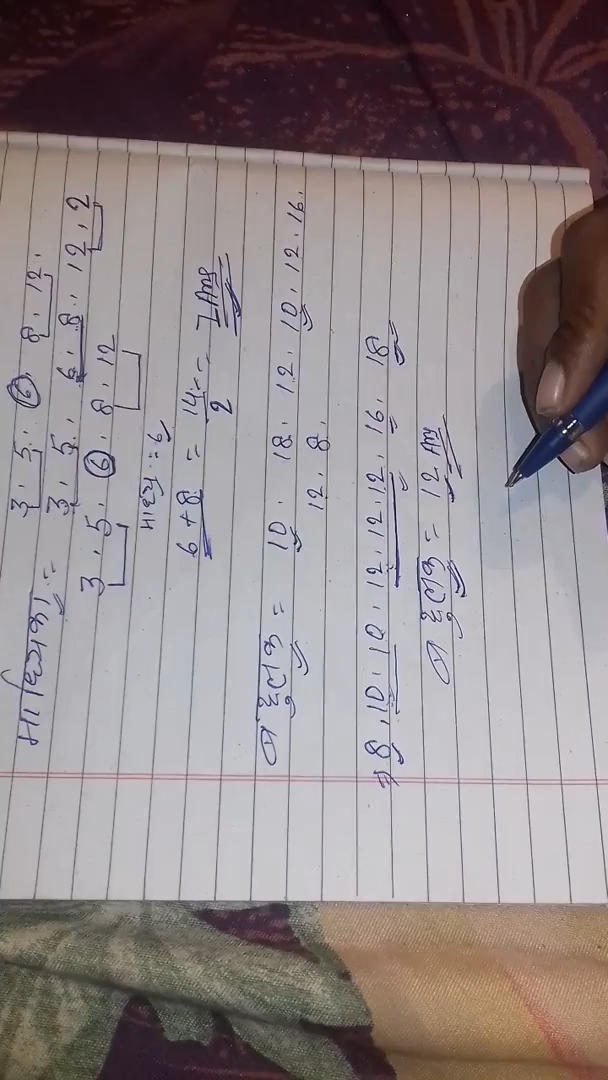 माध्यिका = 3. 5. 6. 8. 12.
3. 5. 6. 8. 12. 2
3. 5. 6. 8. 12
माध्य = 6
6+8 = 14/2 = 7 Ans
बहुलक = 10. 18. 12. 10. 12. 16.
12. 8.
⇒ 8. 10. 10. 12. 12. 12. 16. 18
बहुलक = 12 Ans